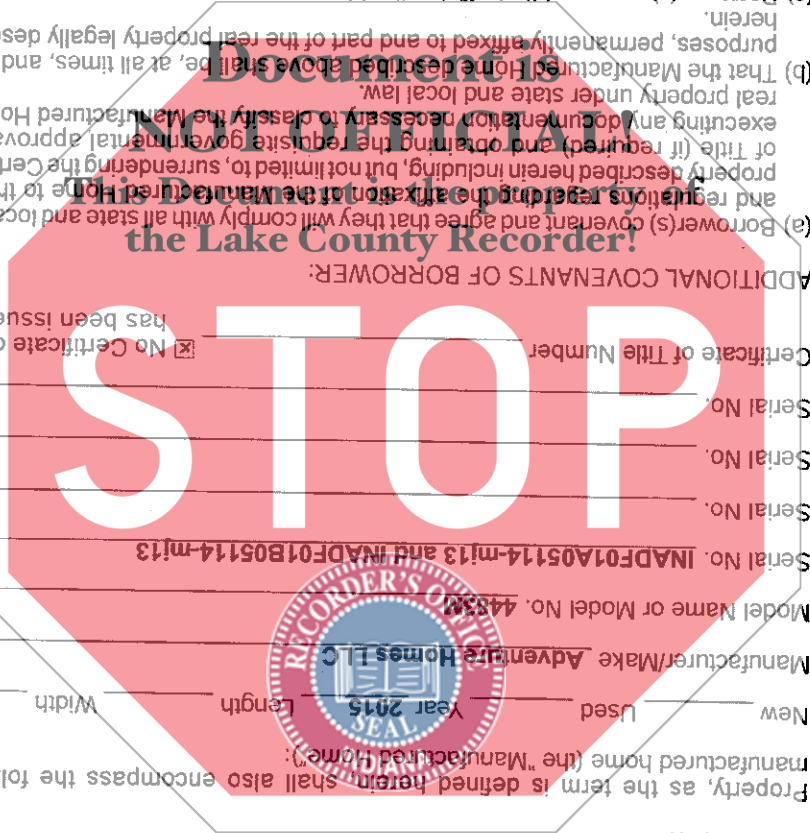 Document is
NOT OFFICIAL!
This Document is the property of
the Lake County Recorder!
STOP
RECORDER'S OFFICE
SEAL
INDIANA
Property, as the term is defined herein, shall also encompass the fol
manufactured home (the "Manufactured Home"):
New Used Year 2015 Length Width
Manufacturer/Make Adventure Homes LLC
Model Name or Model No. 4483M
Serial No. INADF01A05114-mj13 and INADF01B05114-mj13
Serial No.
Serial No.
Serial No.
Certificate of Title Number ☒ No Certificate o
has been issue
ADDITIONAL COVENANTS OF BORROWER:
(a) Borrower(s) covenant and agree that they will comply with all state and loca
and regulations regarding the affixation of the Manufactured Home to th
property described herein including, but not limited to, surrendering the Cert
of Title (if required) and obtaining the requisite governmental approva
executing any documentation necessary to classify the Manufactured Ho
real property under state and local law.
(b) That the Manufactured Home described above shall be, at all times, and
purposes, permanently affixed to and part of the real property legally desc
herein.